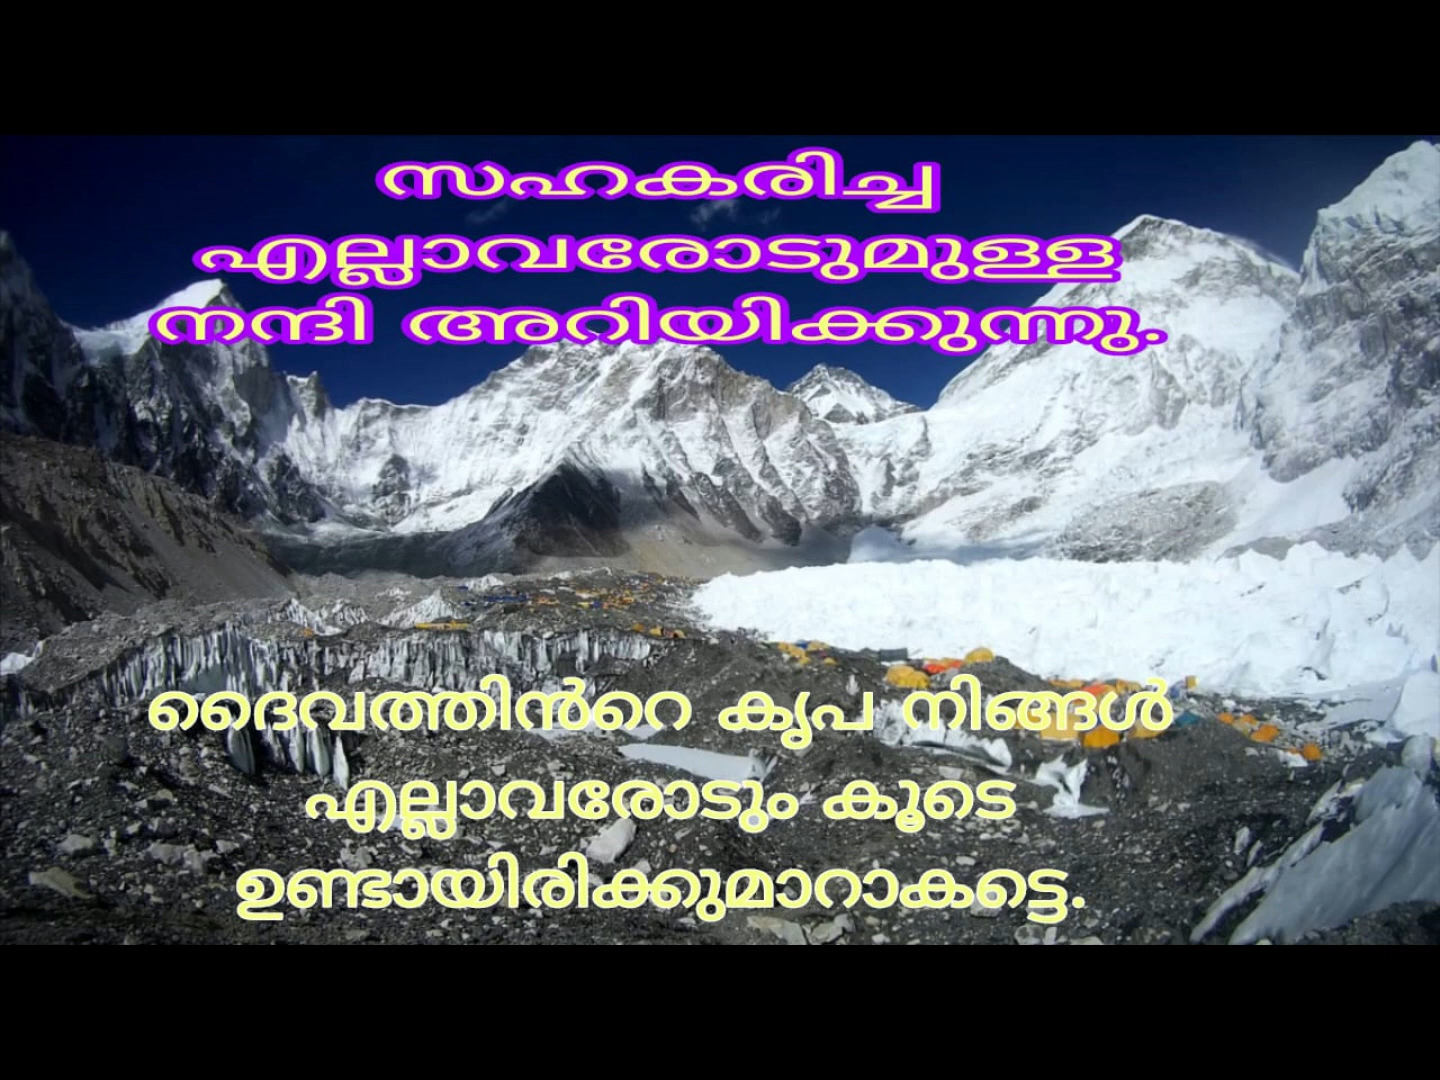 സഹകരിച്ച
എല്ലാവരോടുമുള്ള
നന്ദി അറിയിക്കുന്നു.
ദൈവത്തിൻറെ കൃപ നിങ്ങൾ
എല്ലാവരോടും കൂടെ
ഉണ്ടായിരിക്കുമാറാകട്ടെ.